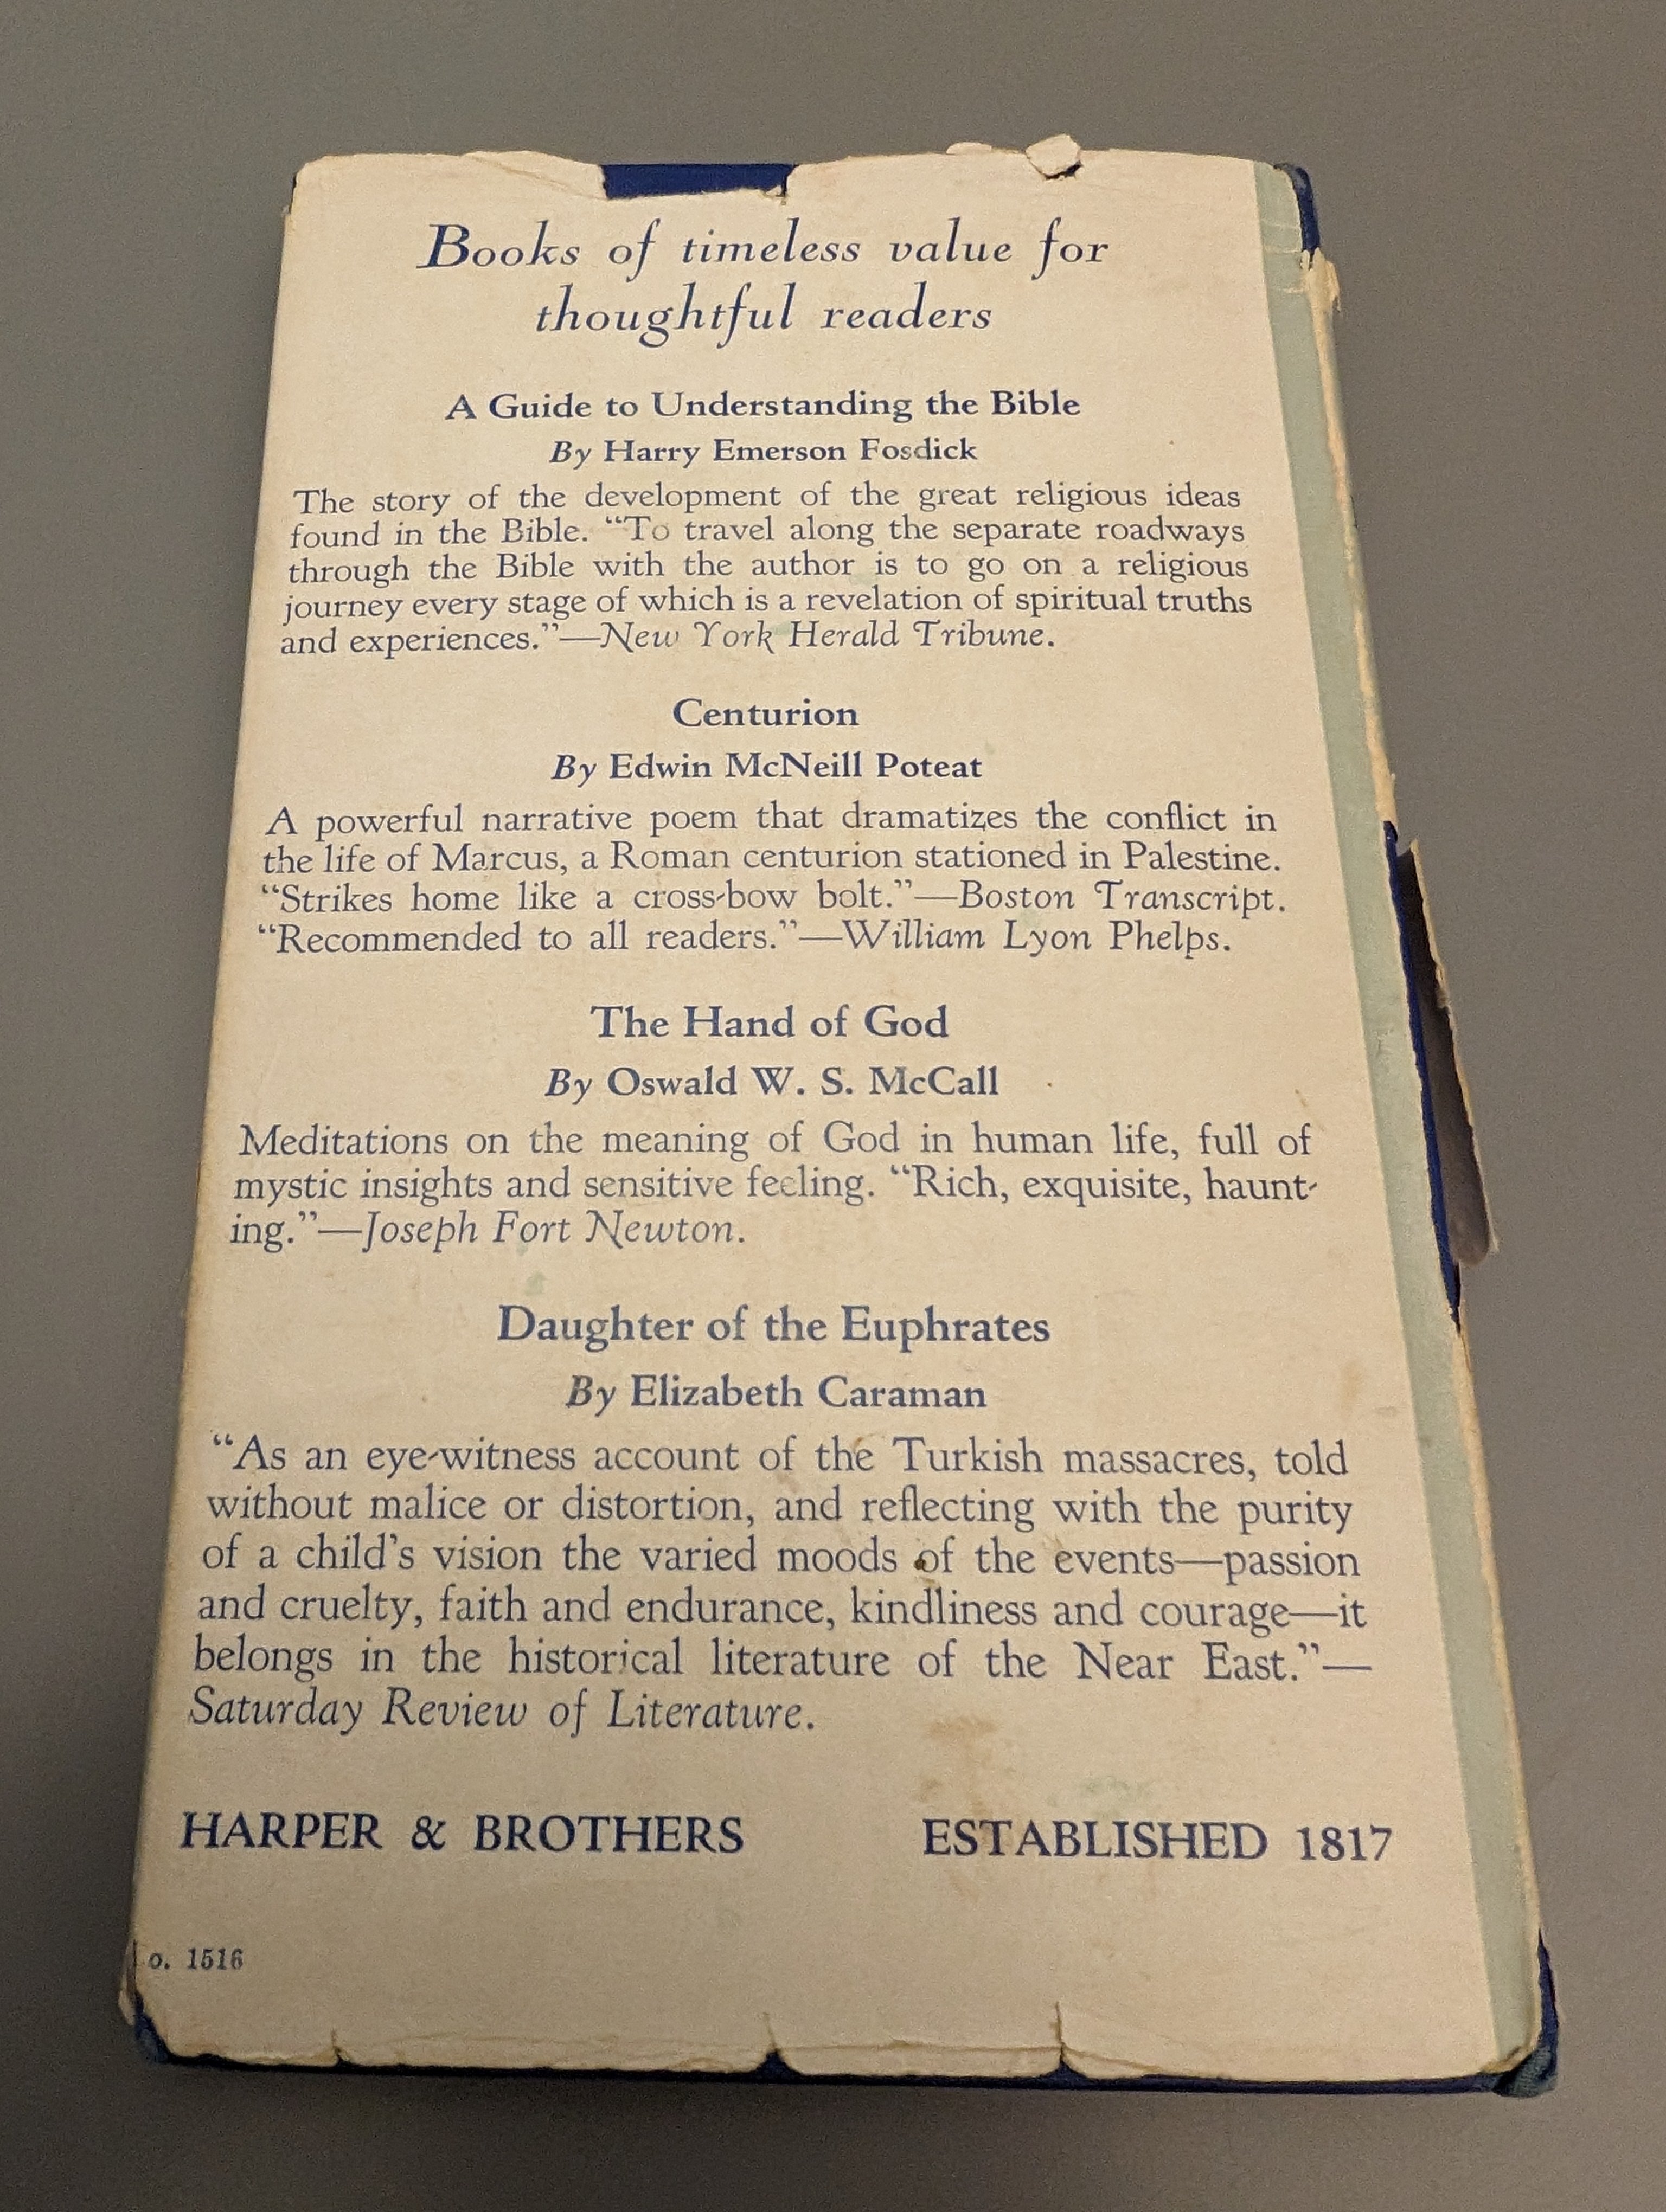 Books of timeless value for
thoughtful readers
A Guide to Understanding the Bible
By Harry Emerson Fosdick
The story of the development of the great religious ideas
found in the Bible. “To travel along the separate roadways
through the Bible with the author is to go on a religious
journey every stage of which is a revelation of spiritual truths
and experiences.”—New York Herald Tribune.
Centurion
By Edwin McNeill Poteat
A powerful narrative poem that dramatizes the conflict in
the life of Marcus, a Roman centurion stationed in Palestine.
“Strikes home like a cross-bow bolt.”—Boston Transcript.
“Recommended to all readers.”—William Lyon Phelps.
The Hand of God
By Oswald W. S. McCall
Meditations on the meaning of God in human life, full of
mystic insights and sensitive feeling. “Rich, exquisite, haunt-
ing.”—Joseph Fort Newton.
Daughter of the Euphrates
By Elizabeth Caraman
“As an eye-witness account of the Turkish massacres, told
without malice or distortion, and reflecting with the purity
of a child's vision the varied moods of the events—passion
and cruelty, faith and endurance, kindliness and courage—it
belongs in the historical literature of the Near East.”—
Saturday Review of Literature.
HARPER & BROTHERS ESTABLISHED 1817
o. 1516